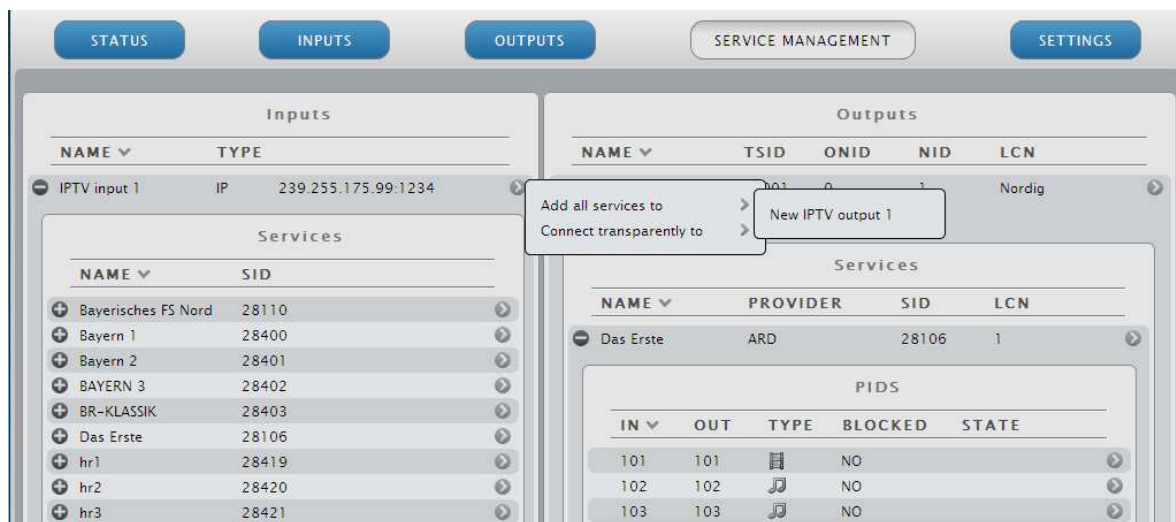 STATUS INPUTS OUTPUTS SERVICE MANAGEMENT SETTINGS
Inputs
NAME TYPE
IPTV input 1 IP 239.255.175.99:1234
Services
NAME SID
Bayerisches FS Nord 28110
Bayern 1 28400
Bayern 2 28401
BAYERN 3 28402
BR-KLASSIK 28403
Das Erste 28106
hr1 28419
hr2 28420
hr3 28421
Add all services to
Connect transparently to
New IPTV output 1
Outputs
NAME TSID ONID NID LCN
Nordig
Services
NAME PROVIDER SID LCN
Das Erste ARD 28106 1
PIDS
IN OUT TYPE BLOCKED STATE
101 101 NO
102 102 NO
103 103 NO